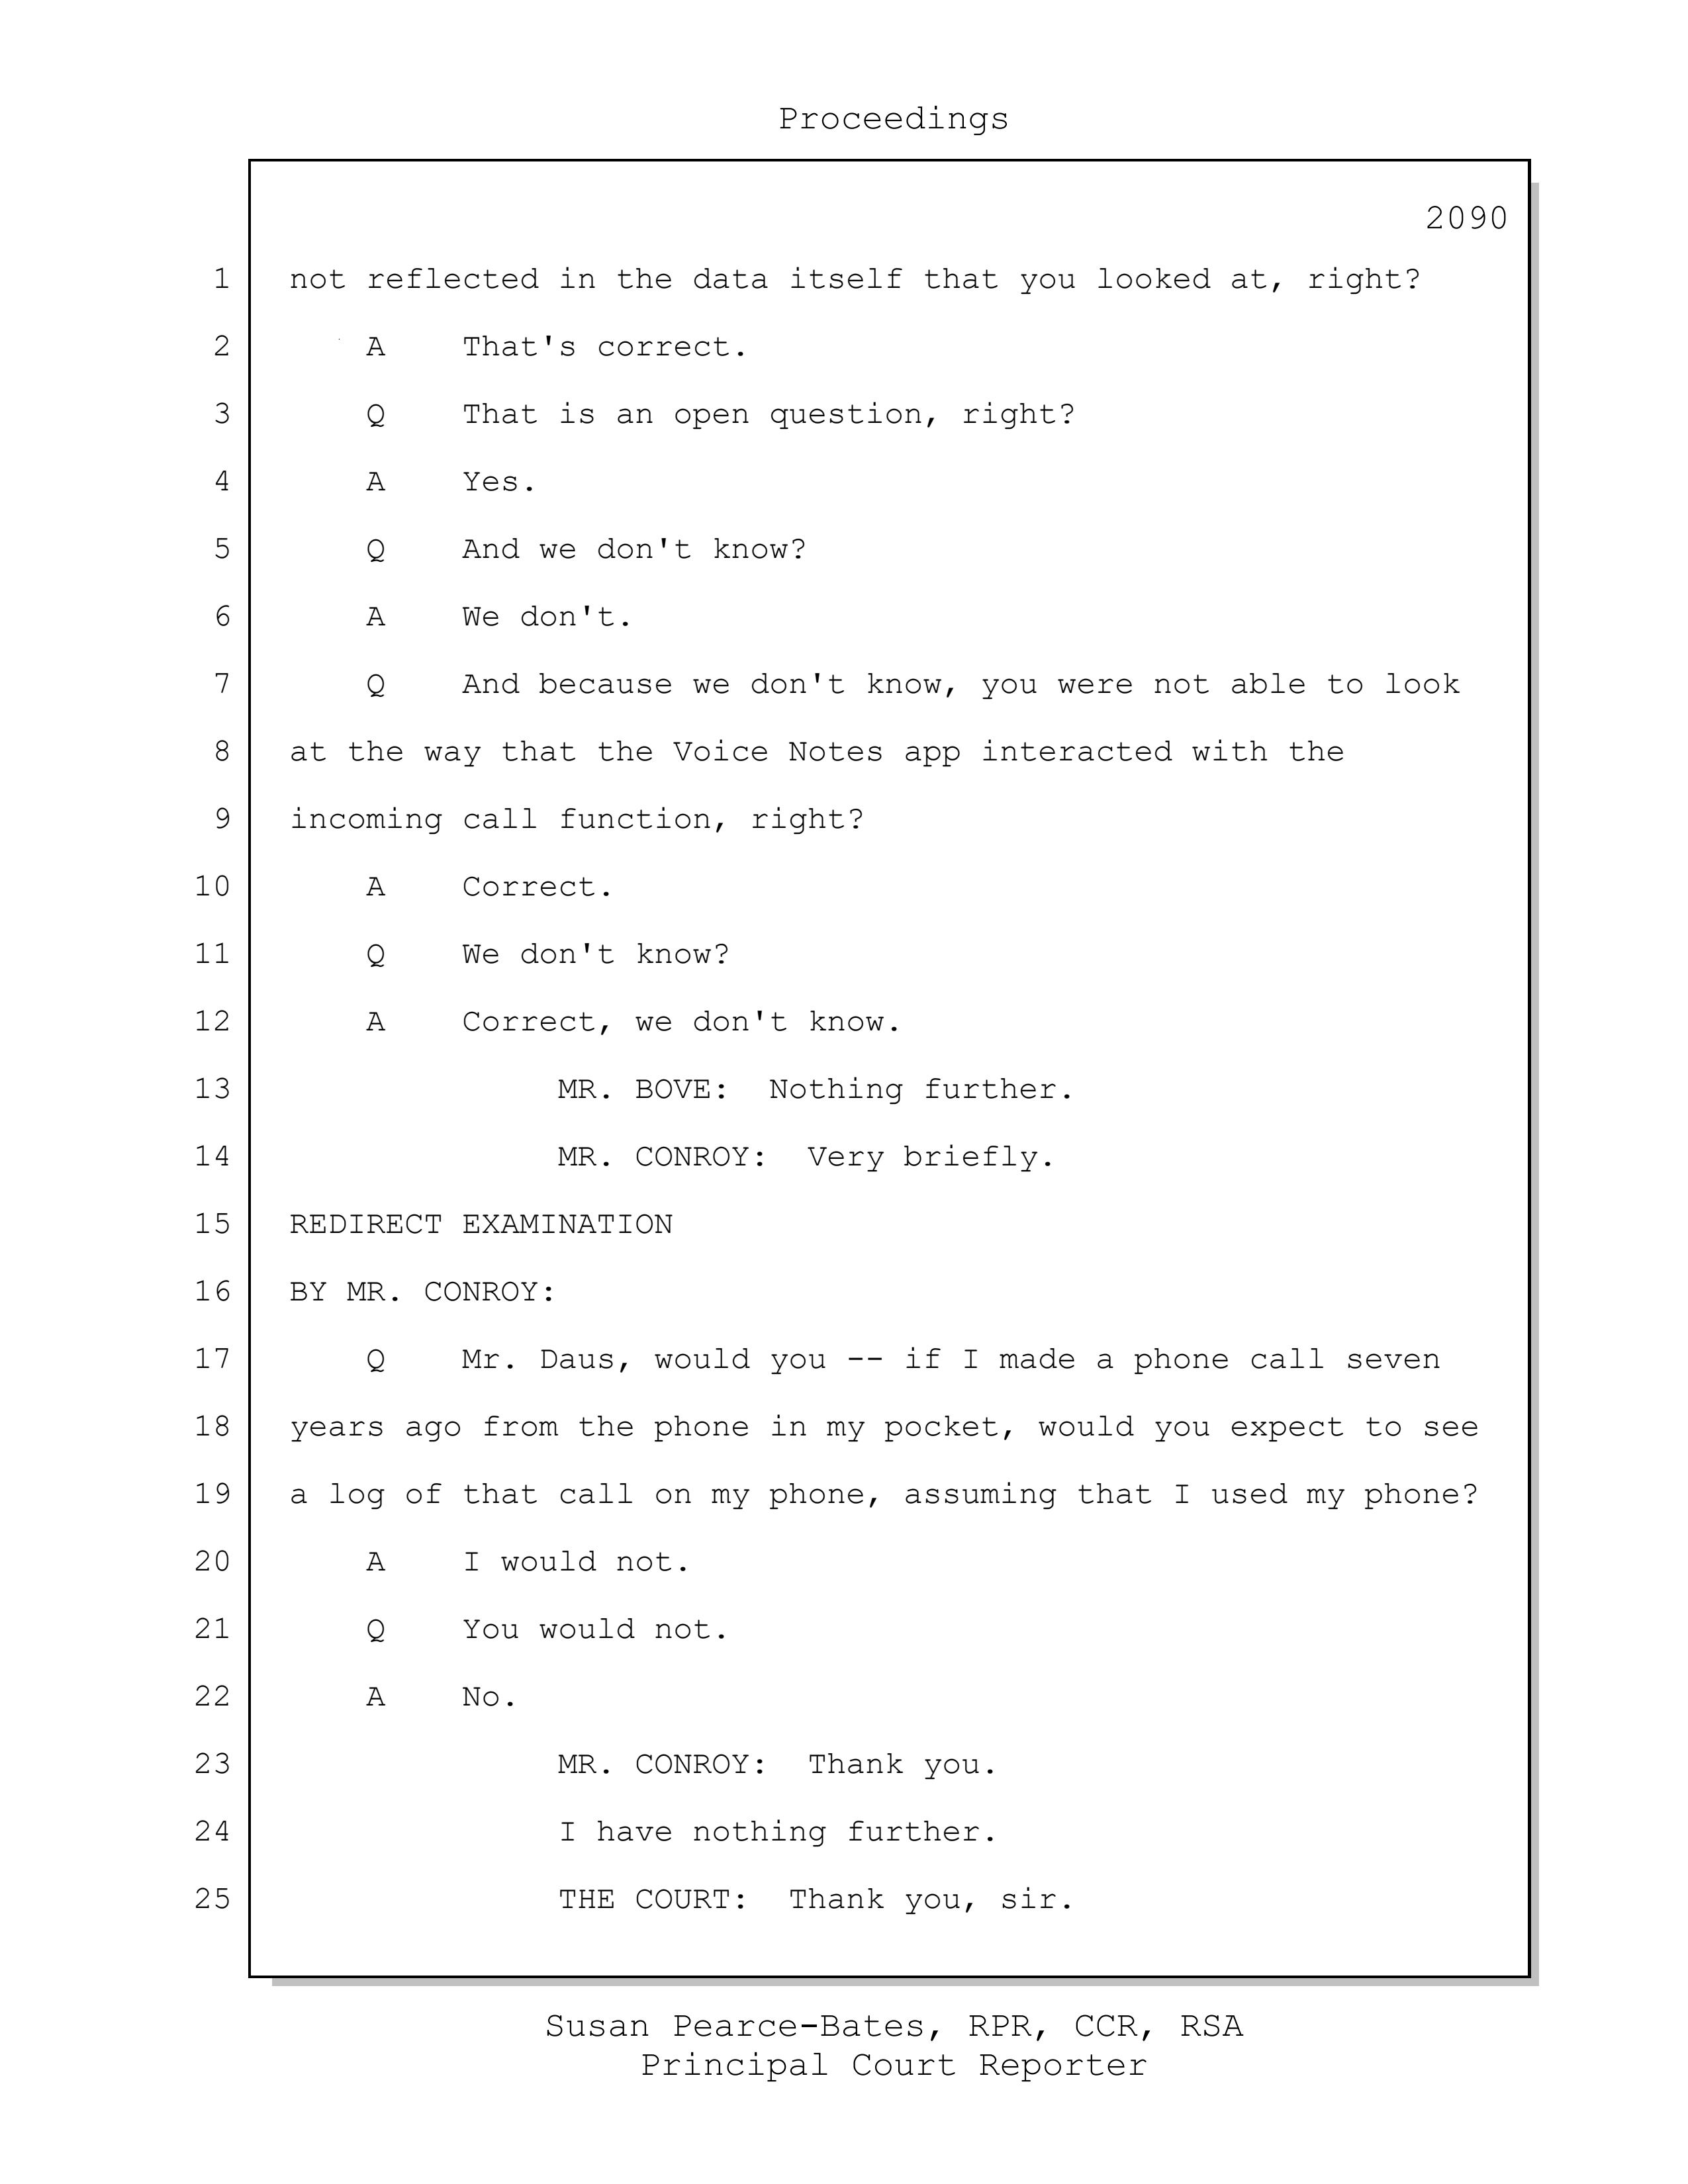 Proceedings
2090
1 not reflected in the data itself that you looked at, right?
2 A That's correct.
3 Q That is an open question, right?
4 A Yes.
5 Q And we don't know?
6 A We don't.
7 Q And because we don't know, you were not able to look
8 at the way that the Voice Notes app interacted with the
9 incoming call function, right?
10 A Correct.
11 Q We don't know?
12 A Correct, we don't know.
13 MR. BOVE: Nothing further.
14 MR. CONROY: Very briefly.
15 REDIRECT EXAMINATION
16 BY MR. CONROY:
17 Q Mr. Daus, would you -- if I made a phone call seven
18 years ago from the phone in my pocket, would you expect to see
19 a log of that call on my phone, assuming that I used my phone?
20 A I would not.
21 Q You would not.
22 A No.
23 MR. CONROY: Thank you.
24 I have nothing further.
25 THE COURT: Thank you, sir.
Susan Pearce-Bates, RPR, CCR, RSA
Principal Court Reporter